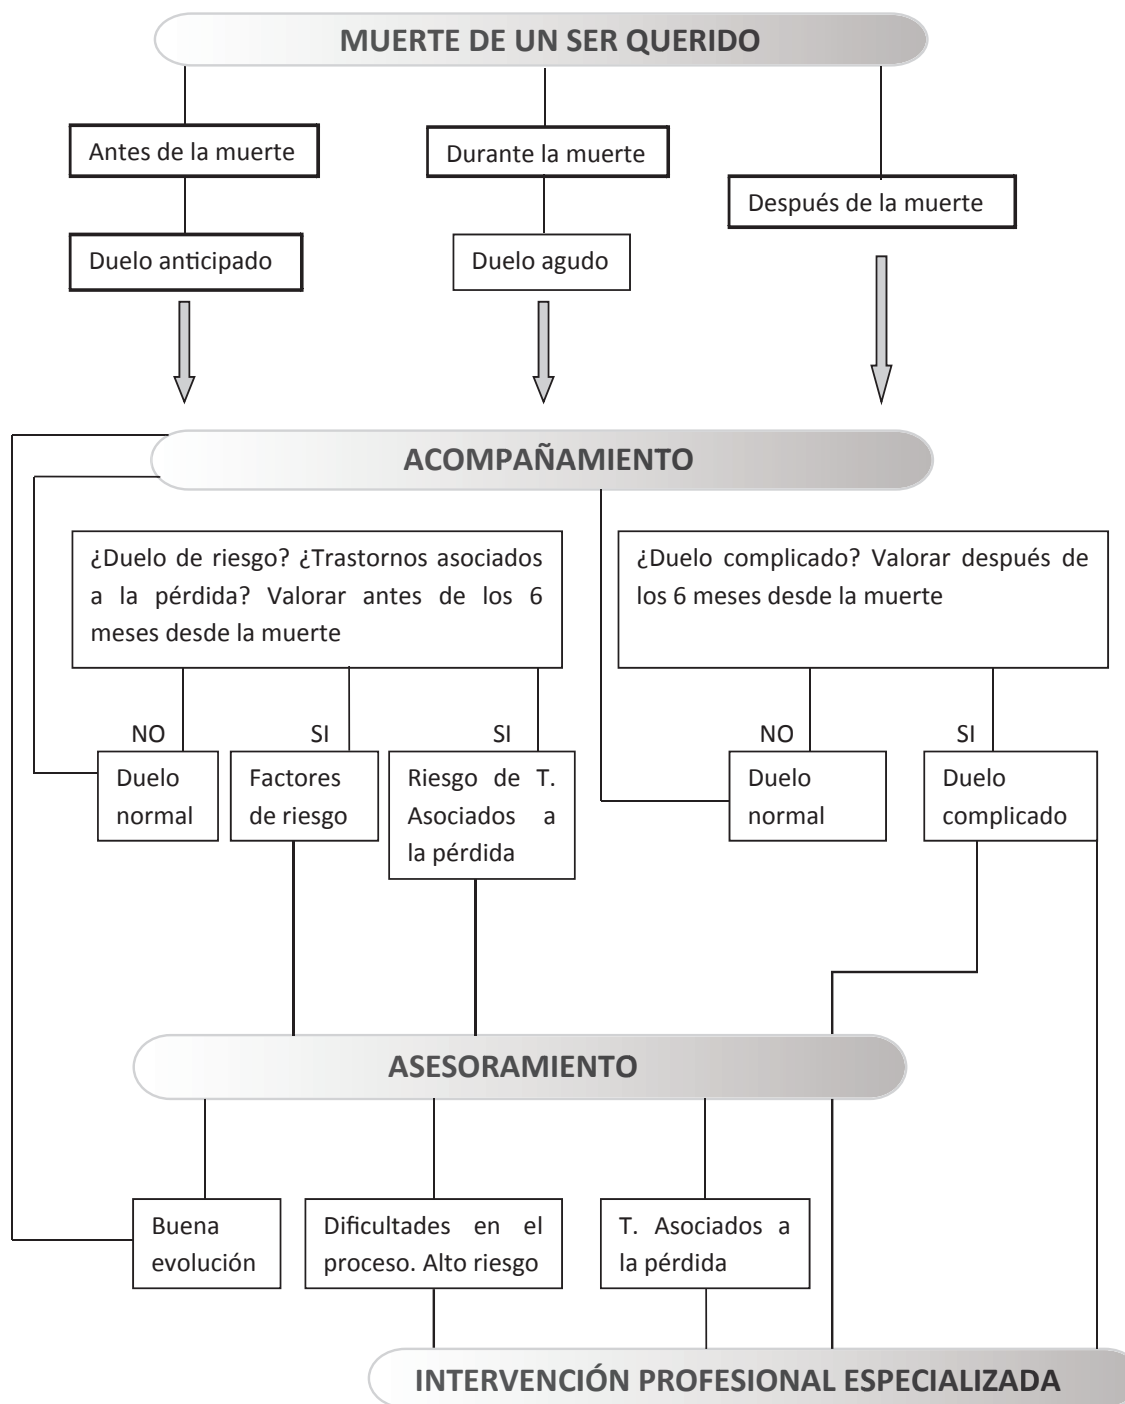 MUERTE DE UN SER QUERIDO
Antes de la muerte
Durante la muerte
Después de la muerte
Duelo anticipado
Duelo agudo
ACOMPAÑAMIENTO
¿Duelo de riesgo? ¿Trastornos asociados
a la pérdida? Valorar antes de los 6
meses desde la muerte
¿Duelo complicado? Valorar después de
los 6 meses desde la muerte
NO
SI
SI
NO
SI
Duelo
normal
Factores
de riesgo
Riesgo de T.
Asociados a
la pérdida
Duelo
normal
Duelo
complicado
ASESORAMIENTO
Buena
evolución
Dificultades en el
proceso. Alto riesgo
T. Asociados a
la pérdida
INTERVENCIÓN PROFESIONAL ESPECIALIZADA